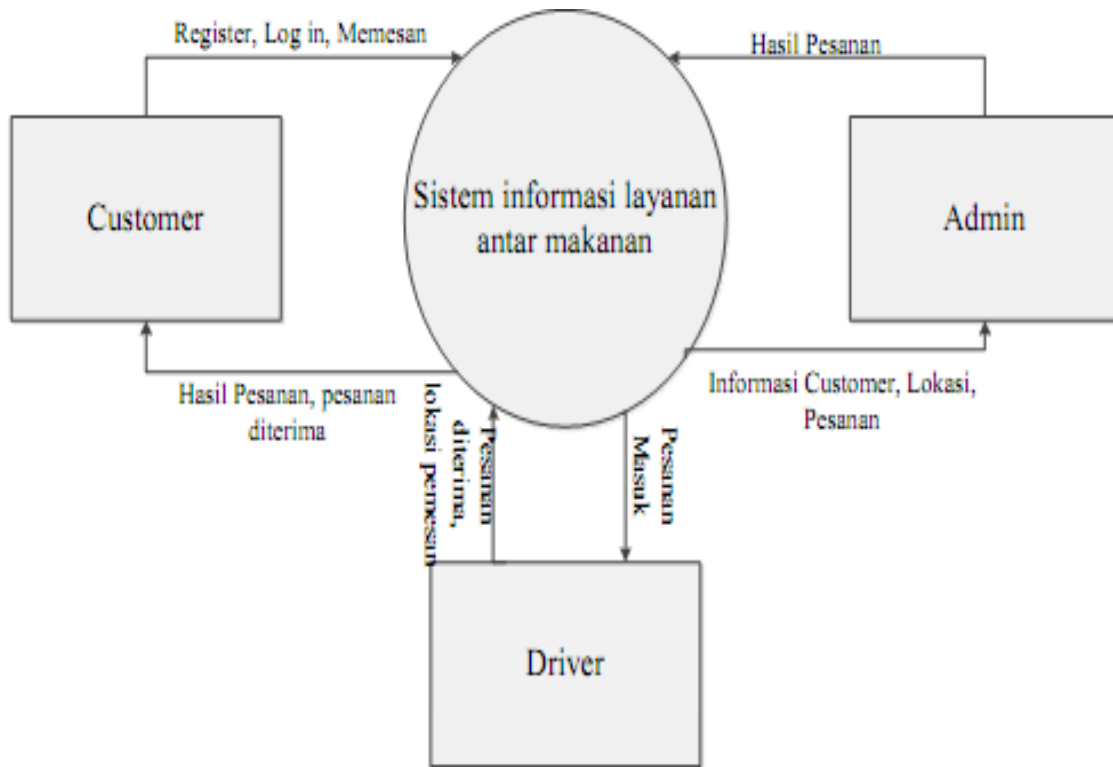 Register, Log in, Memesan
Hasil Pesanan
Customer
Sistem informasi layanan
antar makanan
Admin
Hasil Pesanan, pesanan
diterima
Informasi Customer, Lokasi,
Pesanan
Pesanan
diterima,
lokasi pemesan
Pesanan
Masuk
Driver